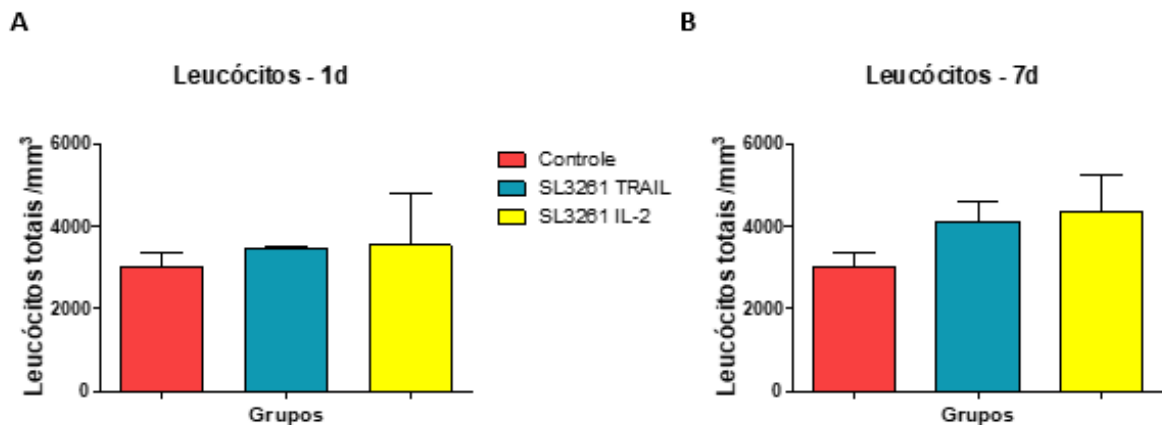 A
Leucócitos - 1d
Leucócitos totais /mm³
6000
4000
2000
0
Grupos
Controle
SL3261 TRAIL
SL3261 IL-2
B
Leucócitos - 7d
Leucócitos totais /mm³
6000
4000
2000
0
Grupos